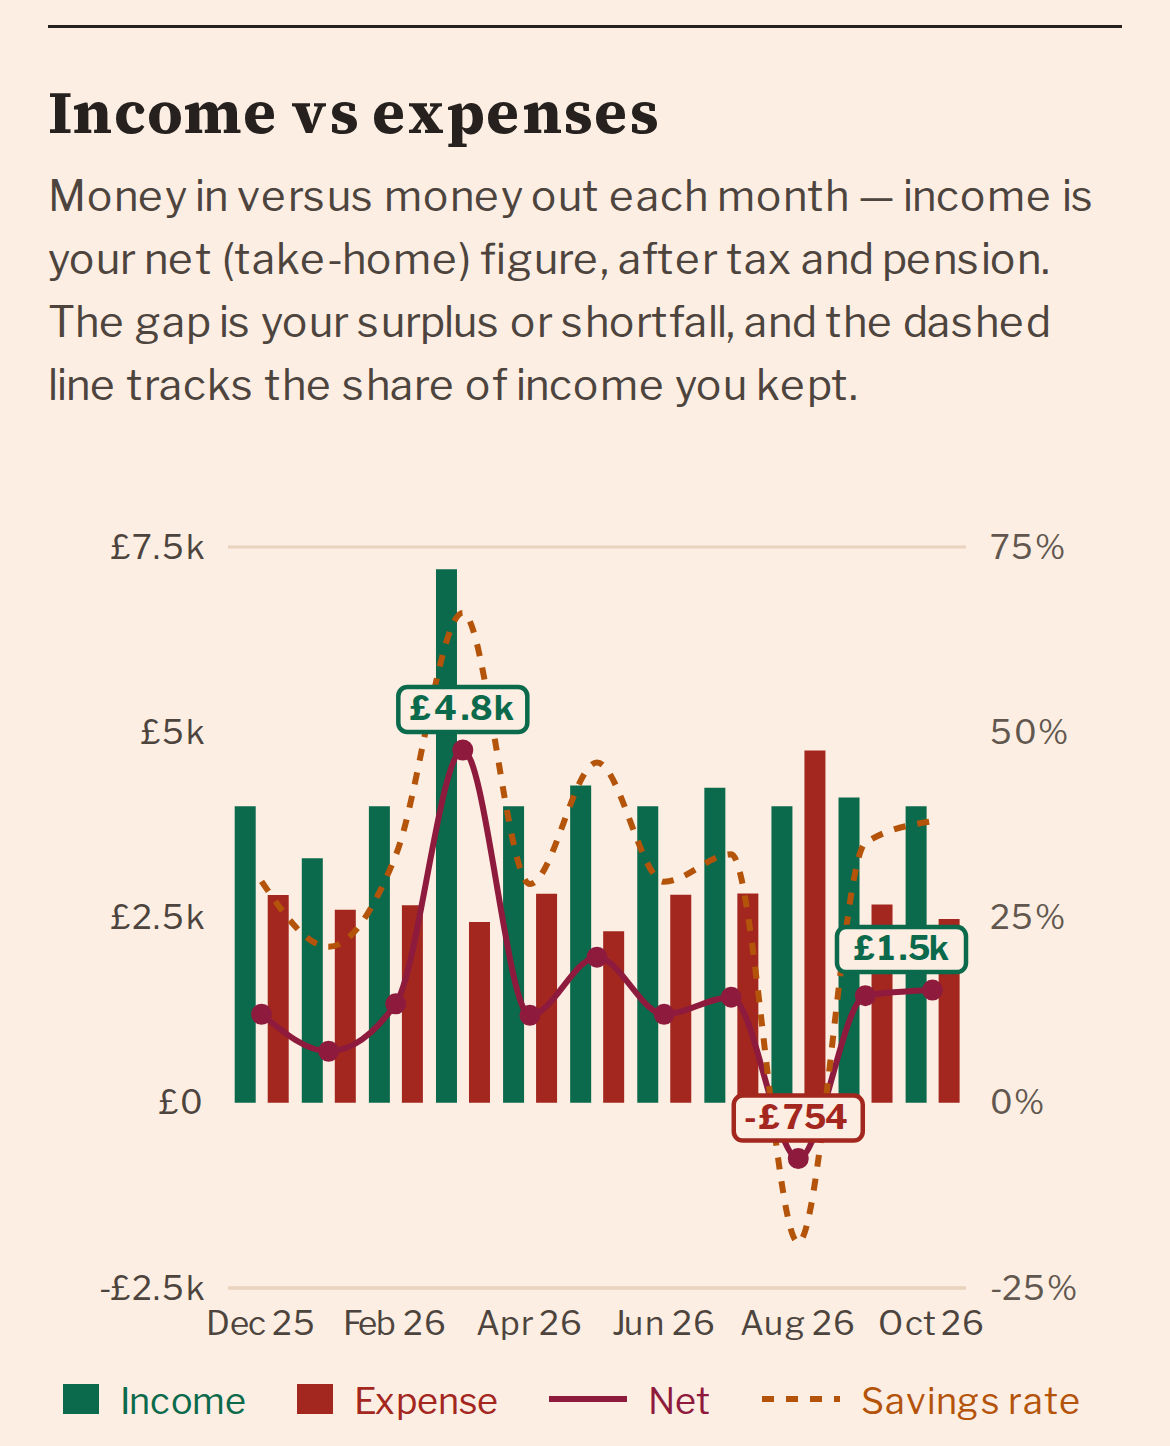 Income vs expenses
Money in versus money out each month — income is
your net (take-home) figure, after tax and pension.
The gap is your surplus or shortfall, and the dashed
line tracks the share of income you kept.
£7.5k
75%
£4.8k
£5k
50%
£2.5k
25%
£1.5k
£0
0%
-£754
-£2.5k
-25%
Dec 25 Feb 26 Apr 26 Jun 26 Aug 26 Oct 26
Income Expense Net Savings rate